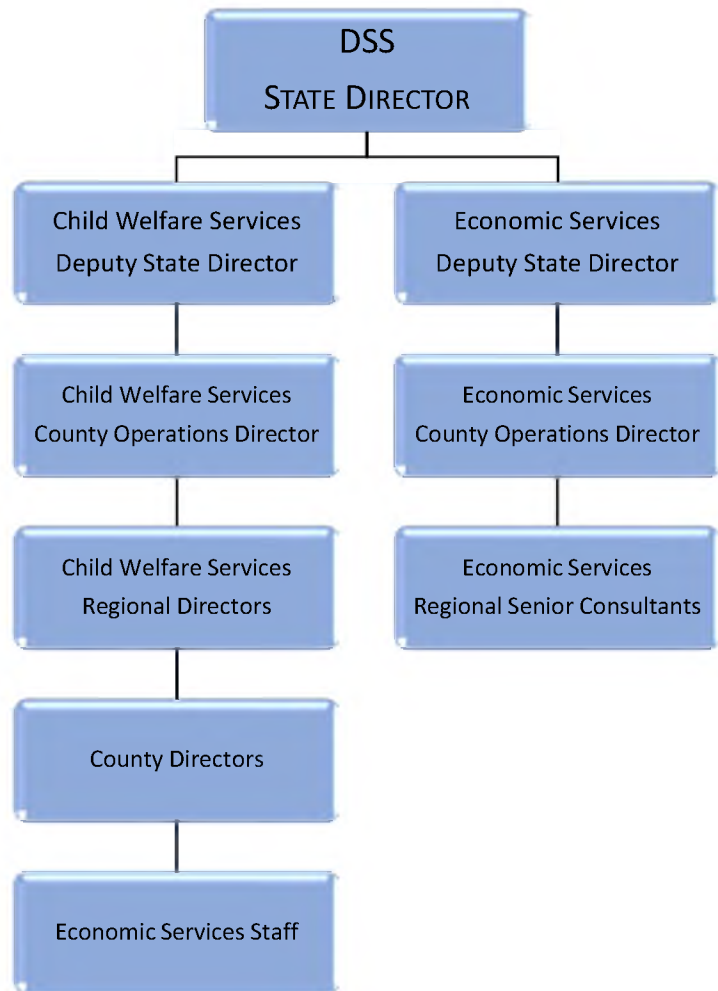 DSS
STATE DIRECTOR
Child Welfare Services
Deputy State Director
Economic Services
Deputy State Director
Child Welfare Services
County Operations Director
Economic Services
County Operations Director
Child Welfare Services
Regional Directors
Economic Services
Regional Senior Consultants
County Directors
Economic Services Staff